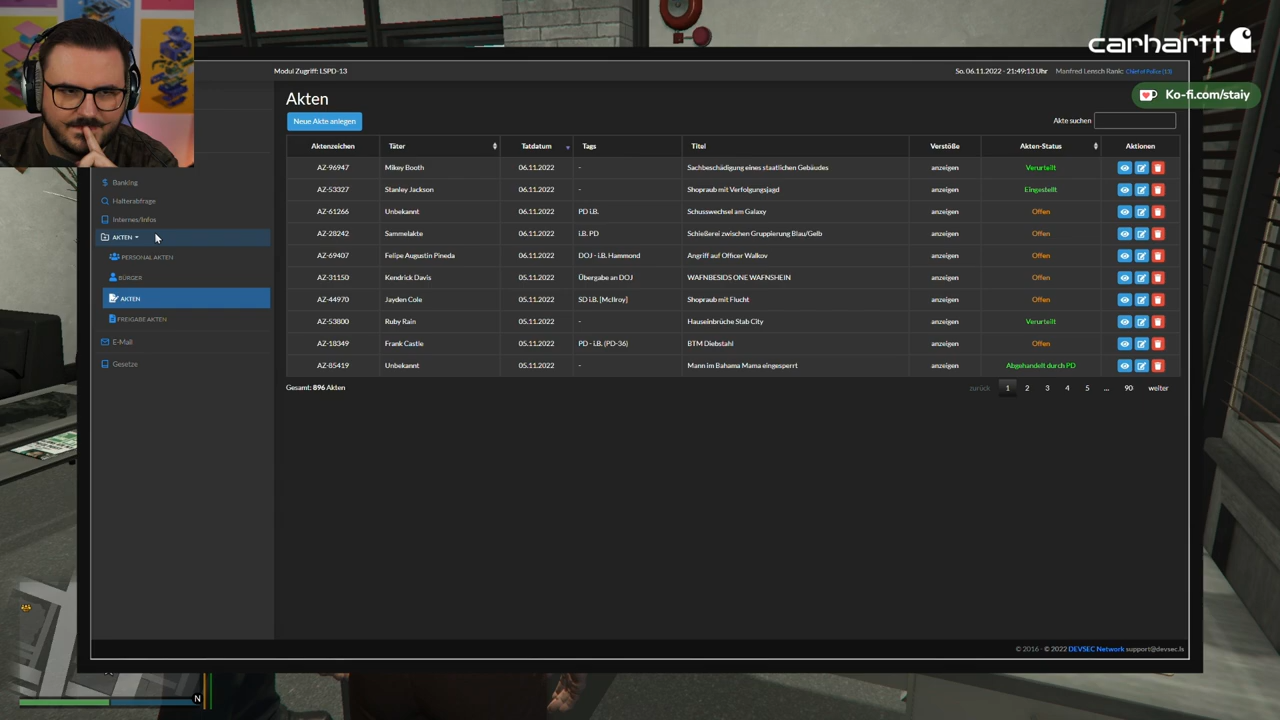 carhartt
Ko-fi.com/staiy
Modul Zugriff: LSPD-13
So. 06.11.2022 - 21:49:13 Uhr Manfred Lensch Ranic Chief of Police (13)
Akten
Neue Akte anlegen
Akte suchen
Banking
Halterabfrage
Internes/Infos
AKTEN
PERSONALAKTEN
BÜRGER
AKTEN
FREIGABE AKTEN
E-Mail
Gesetze
Aktenzeichen Täter Tatdatum Tags Titel Verstöße Akten-Status Aktionen
AZ-96947 Mikey Booth 06.11.2022 - Sachbeschädigung eines staatlichen Gebäudes anzeigen Verurteilt
AZ-53327 Stanley Jackson 06.11.2022 - Shopraub mit Verfolgungsjagd anzeigen Eingestellt
AZ-61266 Unbekannt 06.11.2022 PD i.B. Schusswechsel am Galaxy anzeigen Offen
AZ-28242 Sammelakte 06.11.2022 i.B. PD Schießerei zwischen Gruppierung Blau/Gelb anzeigen Offen
AZ-69407 Felipe Augustin Pineda 06.11.2022 DOJ - i.B. Hammond Angriff auf Officer Walkov anzeigen Offen
AZ-31150 Kendrick Davis 05.11.2022 Übergabe an DOJ WAFNBESIDS ONE WAFNSHEIN anzeigen Offen
AZ-44970 Jayden Cole 05.11.2022 SD i.B. [McIlroy] Shopraub mit Flucht anzeigen Offen
AZ-53800 Ruby Rain 05.11.2022 - Hauseinbrüche Stab City anzeigen Verurteilt
AZ-18349 Frank Castle 05.11.2022 PD - i.B. (PD-36) BTM Diebstahl anzeigen Offen
AZ-85419 Unbekannt 05.11.2022 - Mann im Bahama Mama eingesperrt anzeigen Abgehandelt durch PD
Gesamt: 896 Akten
zurück 1 2 3 4 5 ... 90 weiter
© 2016 - © 2022 DEVSEC Network support@devsec.ls
N